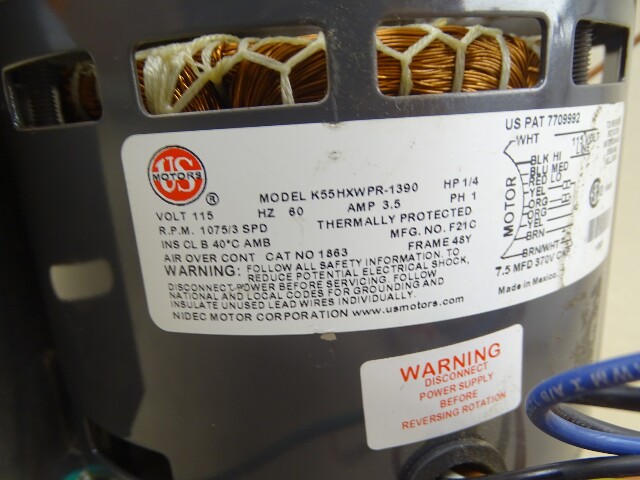 US
MOTORS
®
MODEL K55HXWPR-1390 HP 1/4
VOLT 115 HZ 60 AMP 3.5 PH 1
R.P.M. 1075/3 SPD THERMALLY PROTECTED
INS CL B 40°C AMB MFG. NO. F21C
AIR OVER CONT CAT NO 1863 FRAME 48Y
WARNING: FOLLOW ALL SAFETY INFORMATION. TO
REDUCE POTENTIAL ELECTRICAL SHOCK,
DISCONNECT POWER BEFORE SERVICING. FOLLOW
NATIONAL AND LOCAL CODES FOR GROUNDING AND
INSULATE UNUSED LEAD WIRES INDIVIDUALLY.
NIDEC MOTOR CORPORATION www.usmotors.com
US PAT 7709992
WHT 115 VOLT
LINE
MOTOR
BLK HI
BLU MED
RED LO
YEL
ORG
ORG
YEL
BRN
BRN/WHT
7.5 MFD 370V
Made in Mexico
WARNING
DISCONNECT
POWER SUPPLY
BEFORE
REVERSING ROTATION